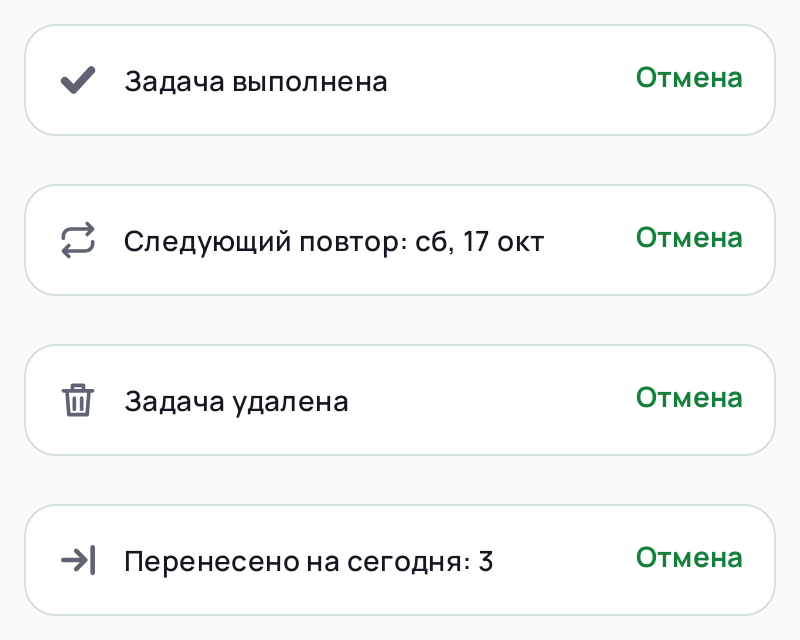 Задача выполнена Отмена
Следующий повтор: сб, 17 окт Отмена
Задача удалена Отмена
Перенесено на сегодня: 3 Отмена